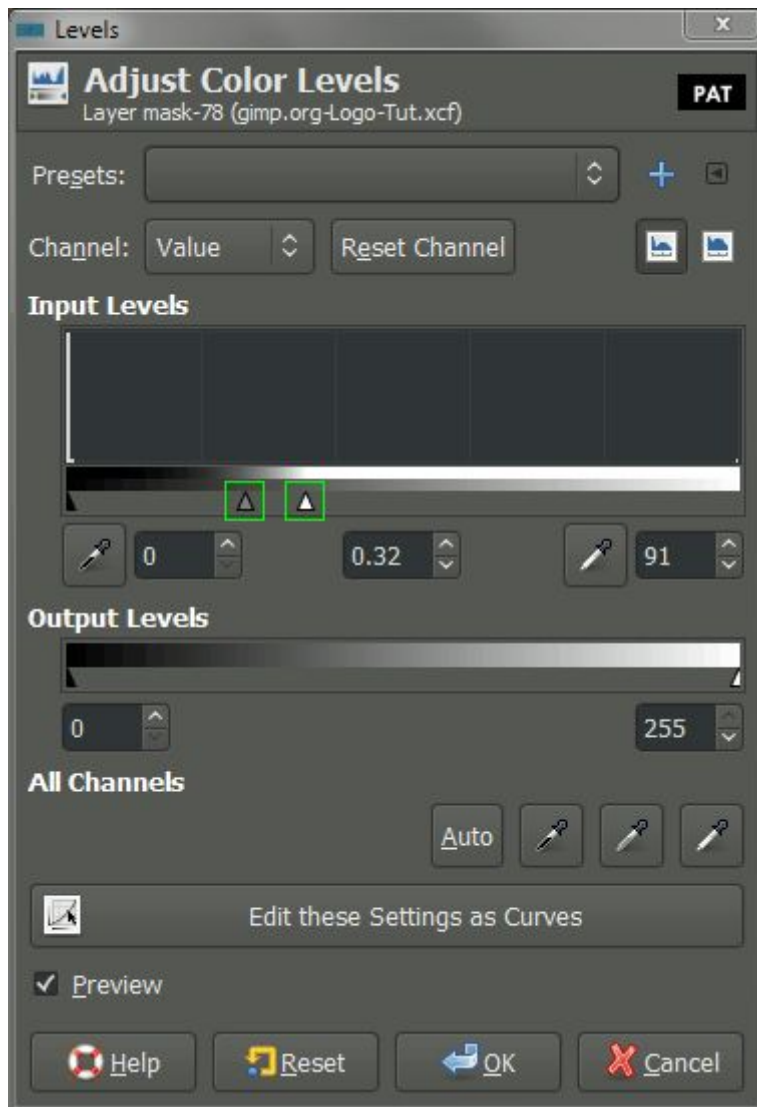 Levels
Adjust Color Levels
PAT
Layer mask-78 (gimp.org-Logo-Tut.xcf)
Presets:
Channel: Value Reset Channel
Input Levels
0 0.32 91
Output Levels
0 255
All Channels
Auto
Edit these Settings as Curves
Preview
Help Reset OK Cancel